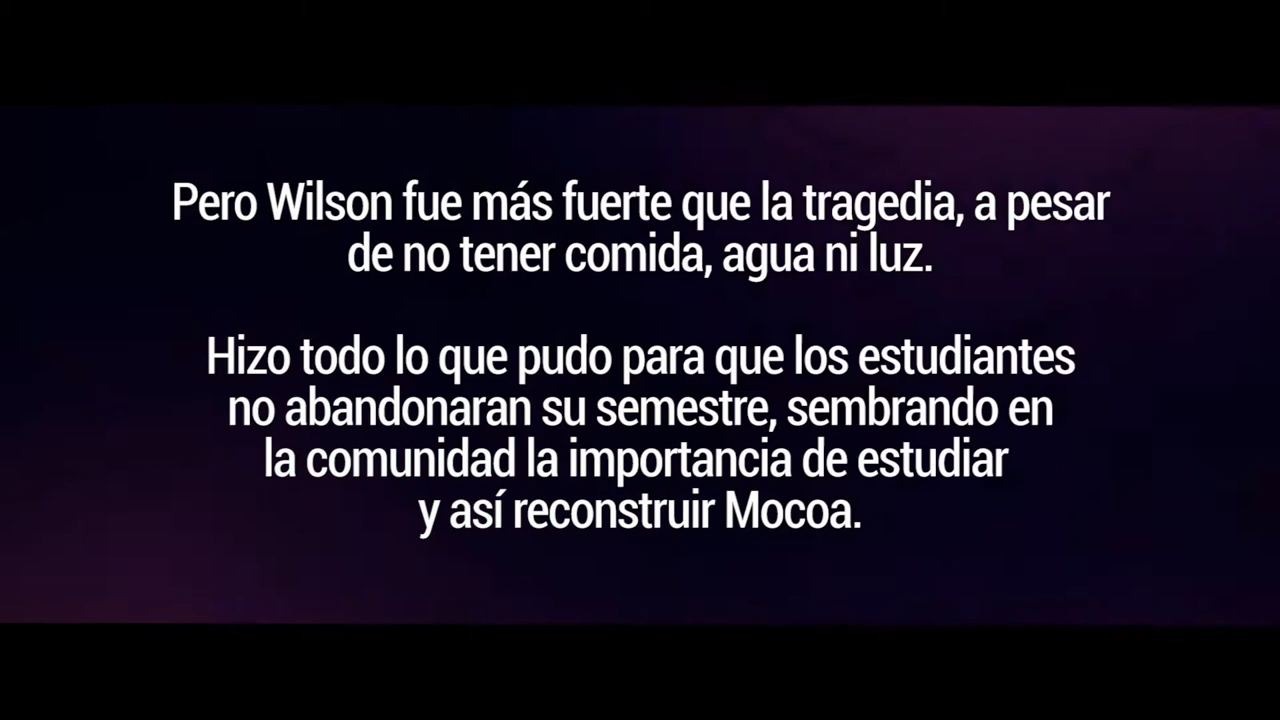 Pero Wilson fue más fuerte que la tragedia, a pesar
de no tener comida, agua ni luz.
Hizo todo lo que pudo para que los estudiantes
no abandonaran su semestre, sembrando en
la comunidad la importancia de estudiar
y así reconstruir Mocoa.